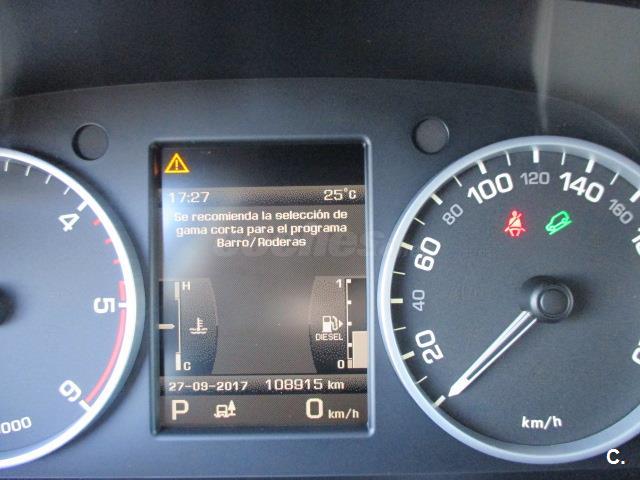 17:27 25°C
Se recomienda la selección de
gama corta para el programa
Barro/Roderas
H 1
DIESEL
C 0
27-09-2017 108915 km
P 0 km/h
4
5
6
000
20
40
60
80
100
120
140
160
km/h
C.